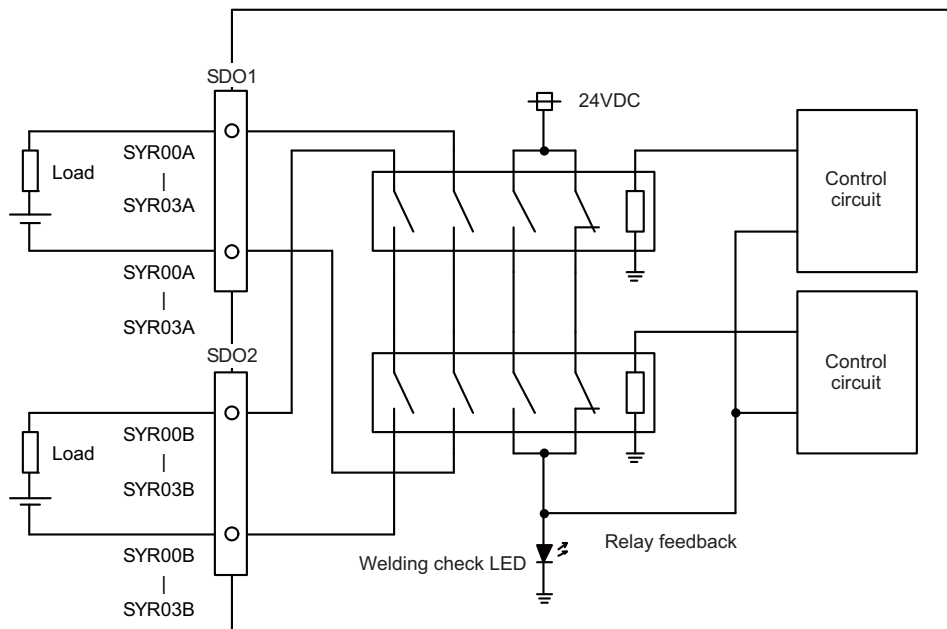 SDO1
SYR00A
|
SYR03A
Load
SYR00A
|
SYR03A
24VDC
Control
circuit
SDO2
SYR00B
|
SYR03B
Load
SYR00B
|
SYR03B
Control
circuit
Relay feedback
Welding check LED